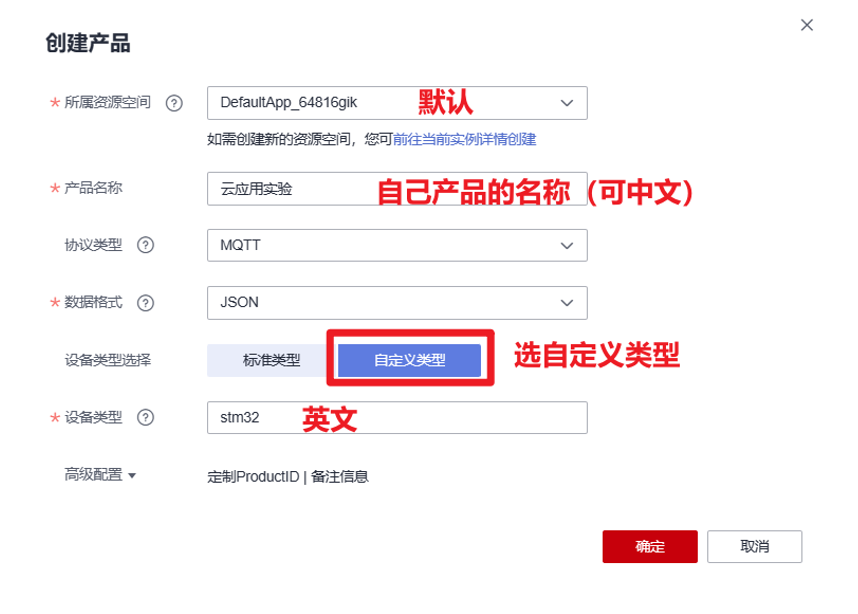 创建产品
* 所属资源空间 ? DefaultApp_64816gik 默认
如需创建新的资源空间，您可前往当前实例详情创建
* 产品名称 云应用实验 自己产品的名称（可中文）
协议类型 ? MQTT
* 数据格式 ? JSON
设备类型选择 标准类型 自定义类型 选自定义类型
* 设备类型 ? stm32 英文
高级配置 定制ProductID | 备注信息
确定 取消